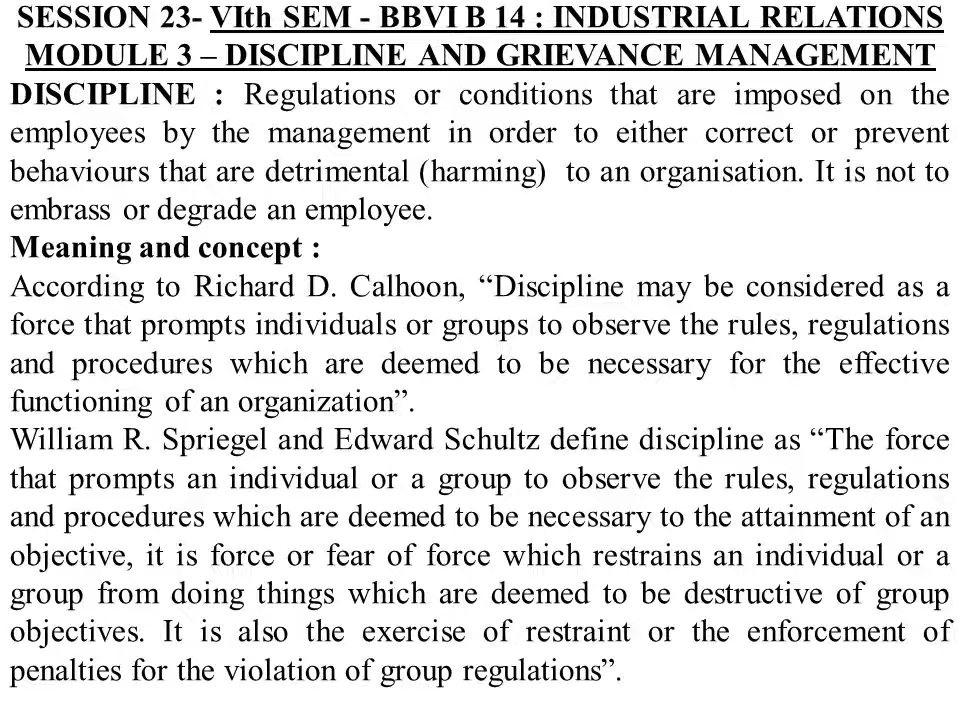 SESSION 23- VIth SEM - BBVI B 14 : INDUSTRIAL RELATIONS
MODULE 3 – DISCIPLINE AND GRIEVANCE MANAGEMENT
DISCIPLINE : Regulations or conditions that are imposed on the
employees by the management in order to either correct or prevent
behaviours that are detrimental (harming) to an organisation. It is not to
embrass or degrade an employee.
Meaning and concept :
According to Richard D. Calhoon, “Discipline may be considered as a
force that prompts individuals or groups to observe the rules, regulations
and procedures which are deemed to be necessary for the effective
functioning of an organization”.
William R. Spriegel and Edward Schultz define discipline as “The force
that prompts an individual or a group to observe the rules, regulations
and procedures which are deemed to be necessary to the attainment of an
objective, it is force or fear of force which restrains an individual or a
group from doing things which are deemed to be destructive of group
objectives. It is also the exercise of restraint or the enforcement of
penalties for the violation of group regulations”.